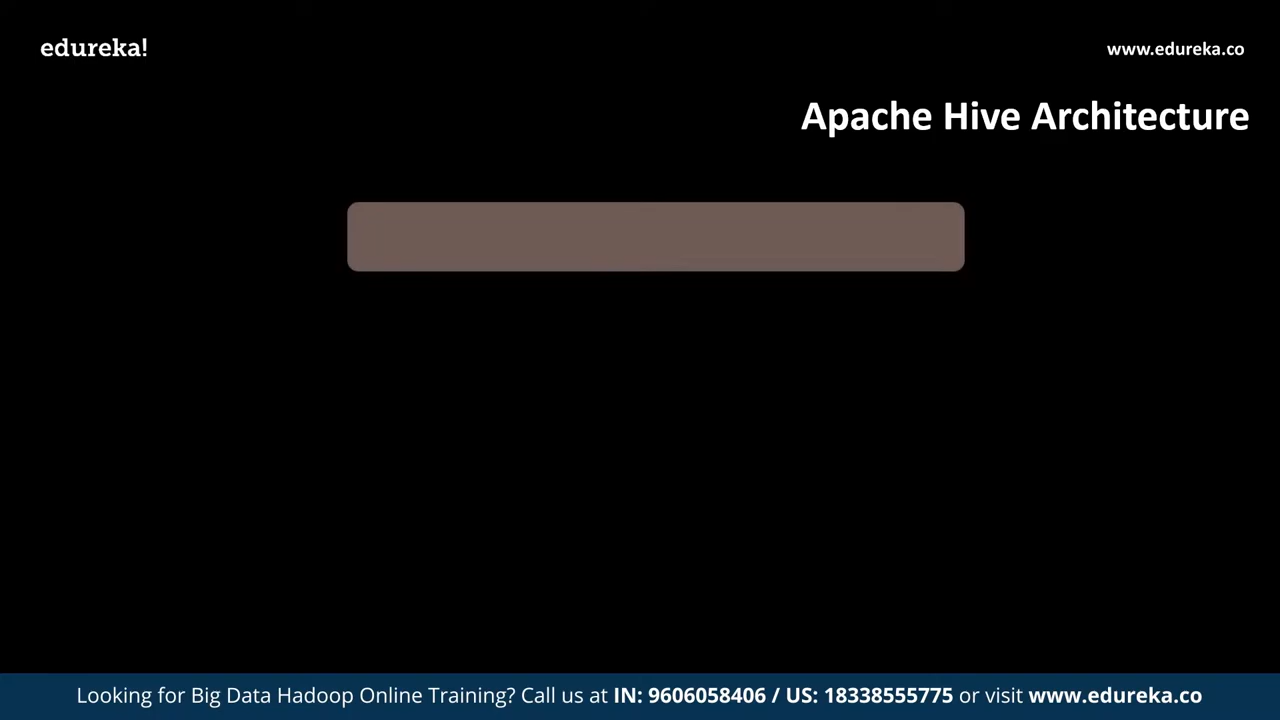 edureka!
www.edureka.co
Apache Hive Architecture
Looking for Big Data Hadoop Online Training? Call us at IN: 9606058406 / US: 18338555775 or visit www.edureka.co